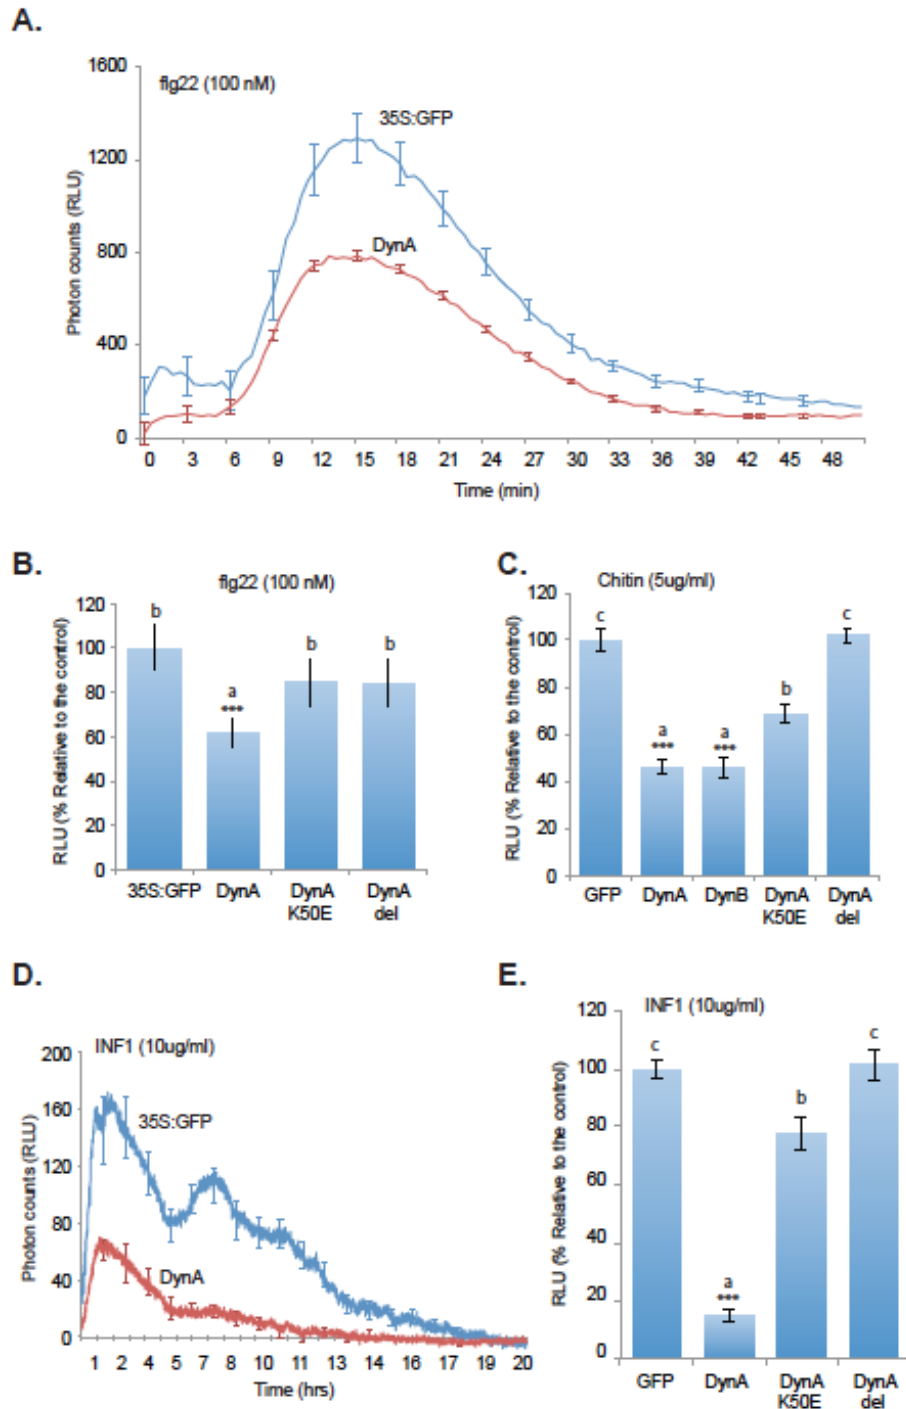 A.
flg22 (100 nM)
35S:GFP
DynA
Photon counts (RLU)
1600
1200
800
400
0
0 3 6 9 12 15 18 21 24 27 30 33 36 39 42 45 48
Time (min)
B.
flg22 (100 nM)
RLU (% Relative to the control)
120
100
80
60
40
20
0
b
a
***
b
b
35S:GFP DynA DynA DynA
K50E del
C.
Chitin (5ug/ml)
RLU (% Relative to the control)
120
100
80
60
40
20
0
c
a
***
a
***
b
c
GFP DynA DynB DynA DynA
K50E del
D.
INF1 (10ug/ml)
35S:GFP
DynA
Photon counts (RLU)
200
160
120
80
40
0
1 2 4 5 7 8 10 11 13 14 16 17 19 20
Time (hrs)
E.
INF1 (10ug/ml)
RLU (% Relative to the control)
120
100
80
60
40
20
0
c
a
***
b
c
GFP DynA DynA DynA
K50E del